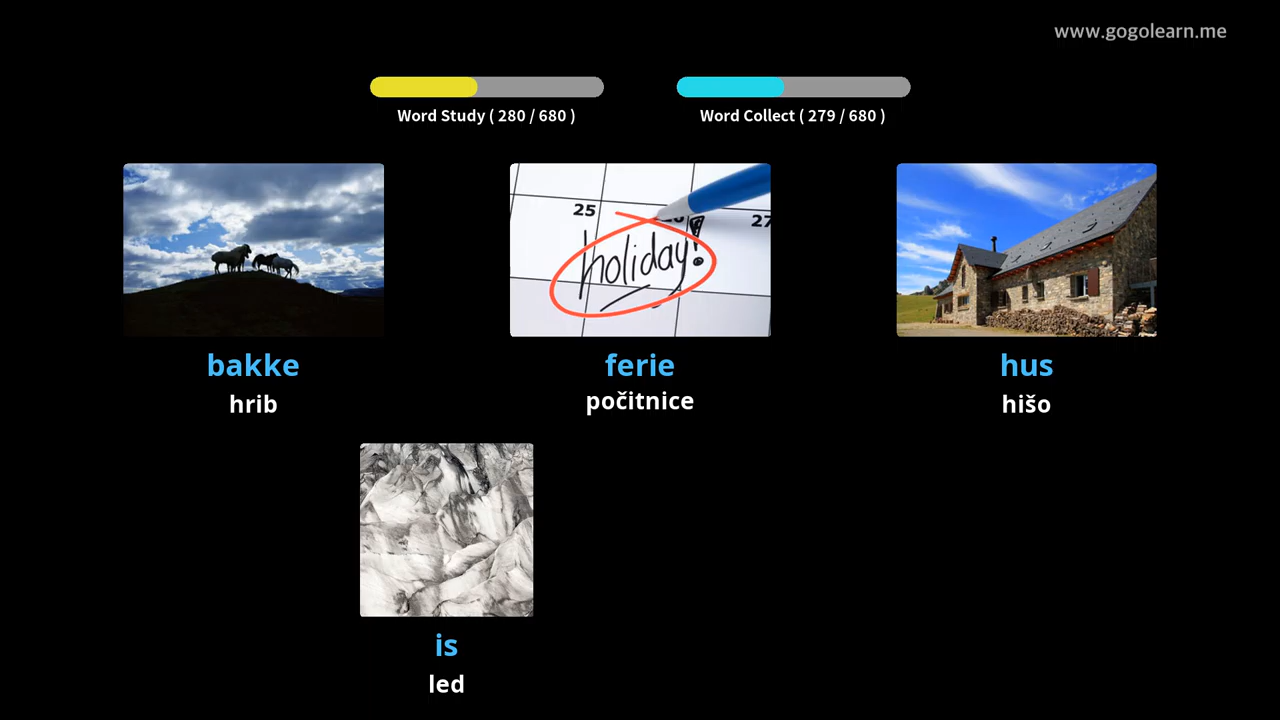 www.gogolearn.me
Word Study ( 280 / 680 )
Word Collect ( 279 / 680 )
25
27
holiday!
bakke
ferie
hus
hrib
počitnice
hišo
is
led